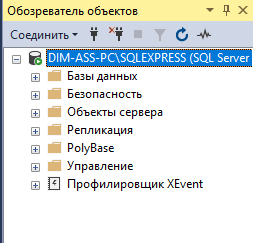 Обозреватель объектов
Соединить
DIM-ASS-PC\SQLEXPRESS (SQL Server
Базы данных
Безопасность
Объекты сервера
Репликация
PolyBase
Управление
Профилировщик XEvent